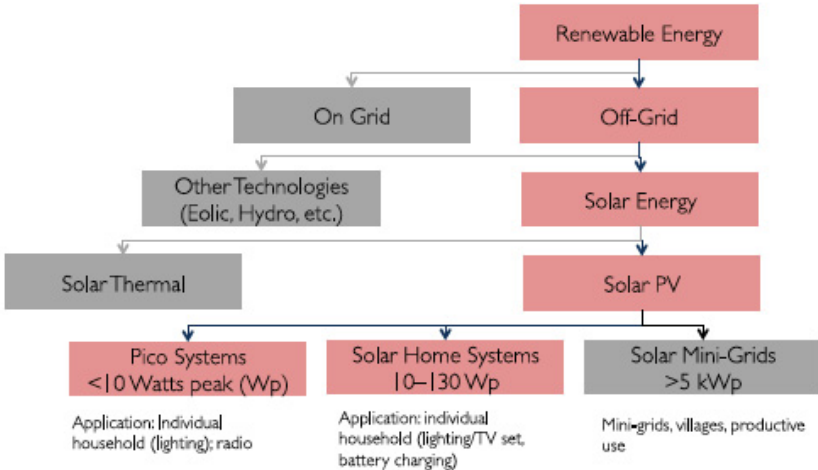 Renewable Energy
On Grid
Off-Grid
Other Technologies
(Eolic, Hydro, etc.)
Solar Energy
Solar Thermal
Solar PV
Pico Systems
<10 Watts peak (Wp)
Solar Home Systems
10–130 Wp
Solar Mini-Grids
>5 kWp
Application: Individual
household (lighting); radio
Application: individual
household (lighting/TV set,
battery charging)
Mini-grids, villages, productive
use